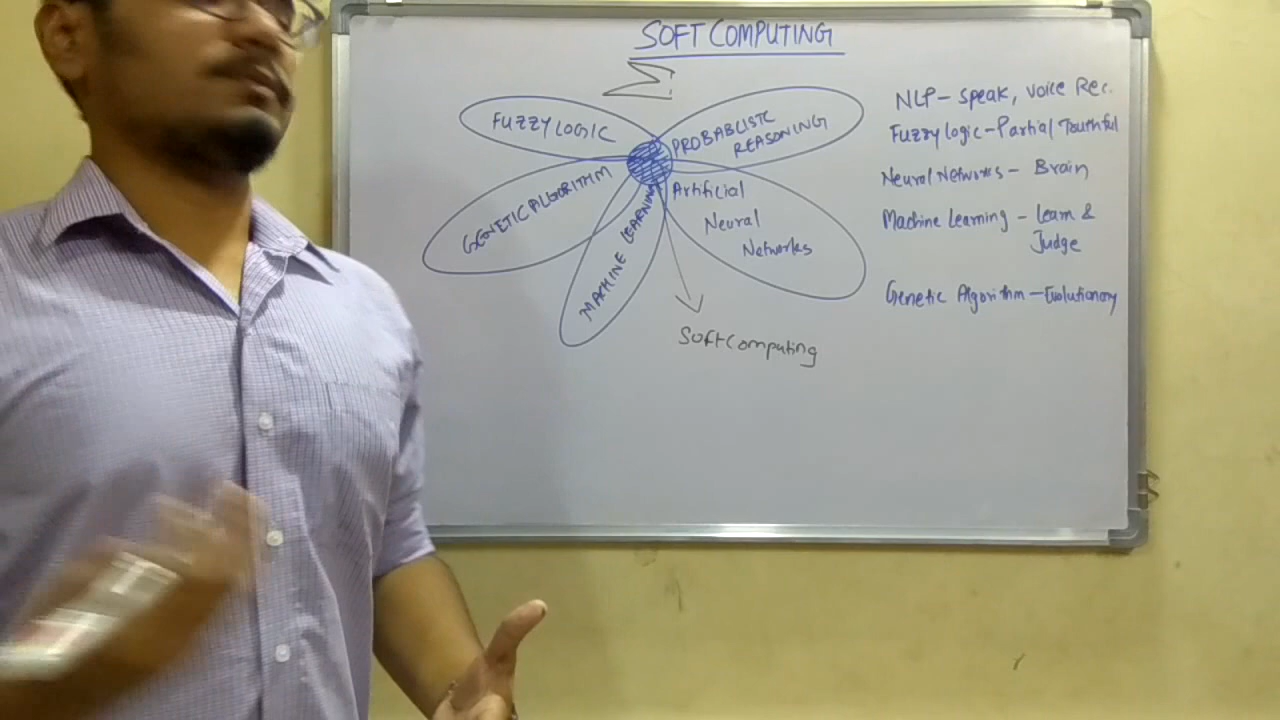 SOFT COMPUTING
FUZZY LOGIC
PROBABLISTC
REASONING
GENETIC ALGORITHM
MACHINE LEARNING
Artificial
Neural
Networks
Soft Computing
NLP - Speak, Voice Rec.
Fuzzy logic - Partial Truthful
Neural Networks - Brain
Machine Learning - Learn &
Judge
Genetic Algorithm - Evolutionary